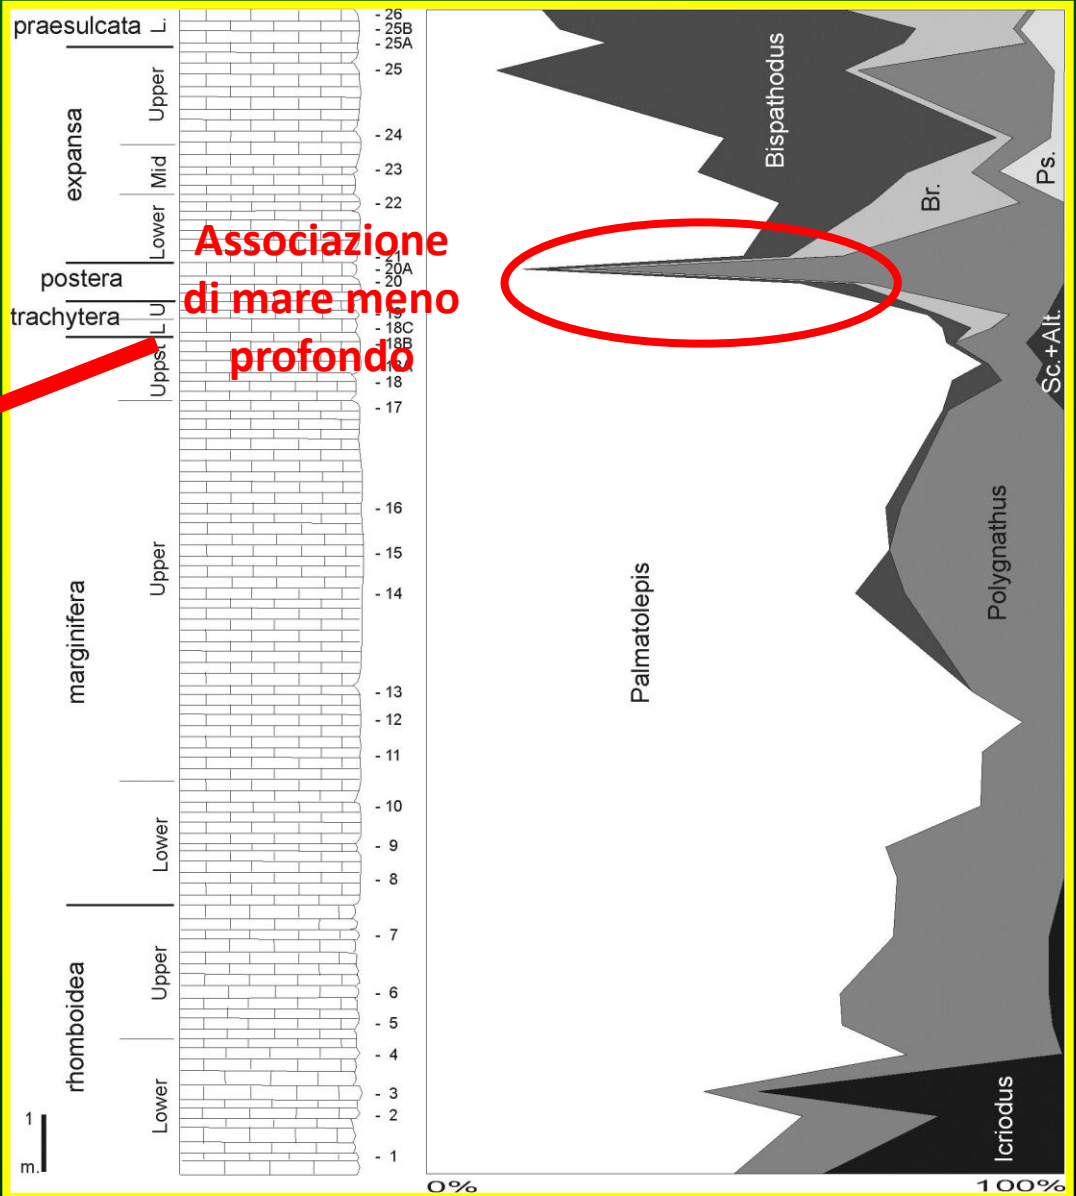 praesulcata
Li
expansa
Upper
Mid
Lower
postera
trachytera
U
L
Uppst
marginifera
Upper
Lower
rhomboidea
Upper
Lower
1
m.
- 26
- 25B
- 25A
- 25
- 24
- 23
- 22
- 21
- 20A
- 20
- 19
- 18C
- 18B
- 18A
- 18
- 17
- 16
- 15
- 14
- 13
- 12
- 11
- 10
- 9
- 8
- 7
- 6
- 5
- 4
- 3
- 2
- 1
Associazione
di mare meno
profondo
Palmatolepis
Bispathodus
Br.
Ps.
Sc.+Alt.
Polygnathus
Icriodus
0%
100%